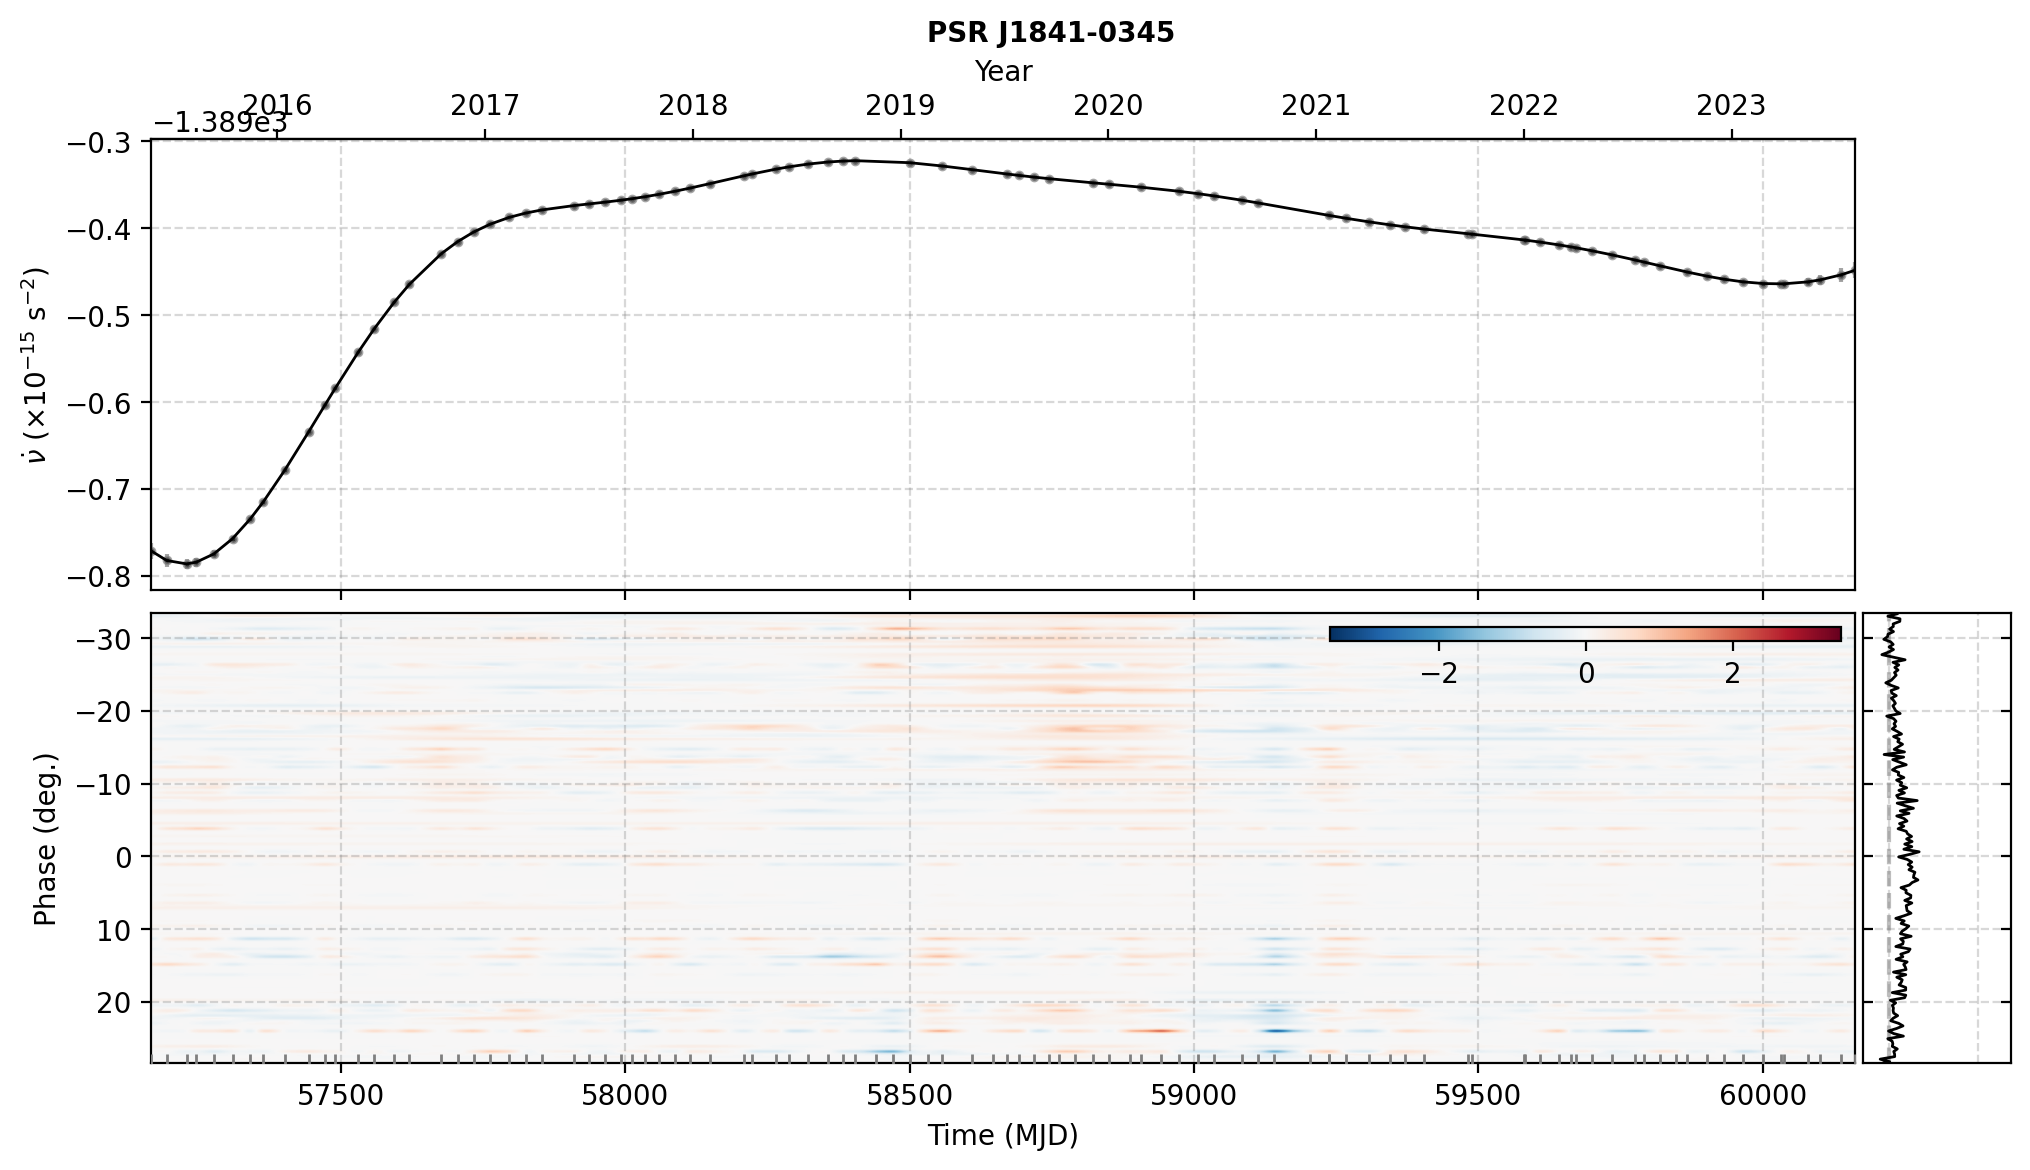 PSR J1841-0345
Year
2016 2017 2018 2019 2020 2021 2022 2023
−1.389e3
−0.3
−0.4
−0.5
−0.6
−0.7
−0.8
ν̇ (×10⁻¹⁵ s⁻²)
−30
−20
−10
0
10
20
Phase (deg.)
−2 0 2
57500 58000 58500 59000 59500 60000
Time (MJD)